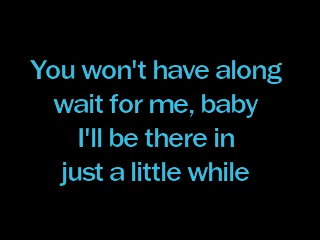 You won't have along
wait for me, baby
I'll be there in
just a little while